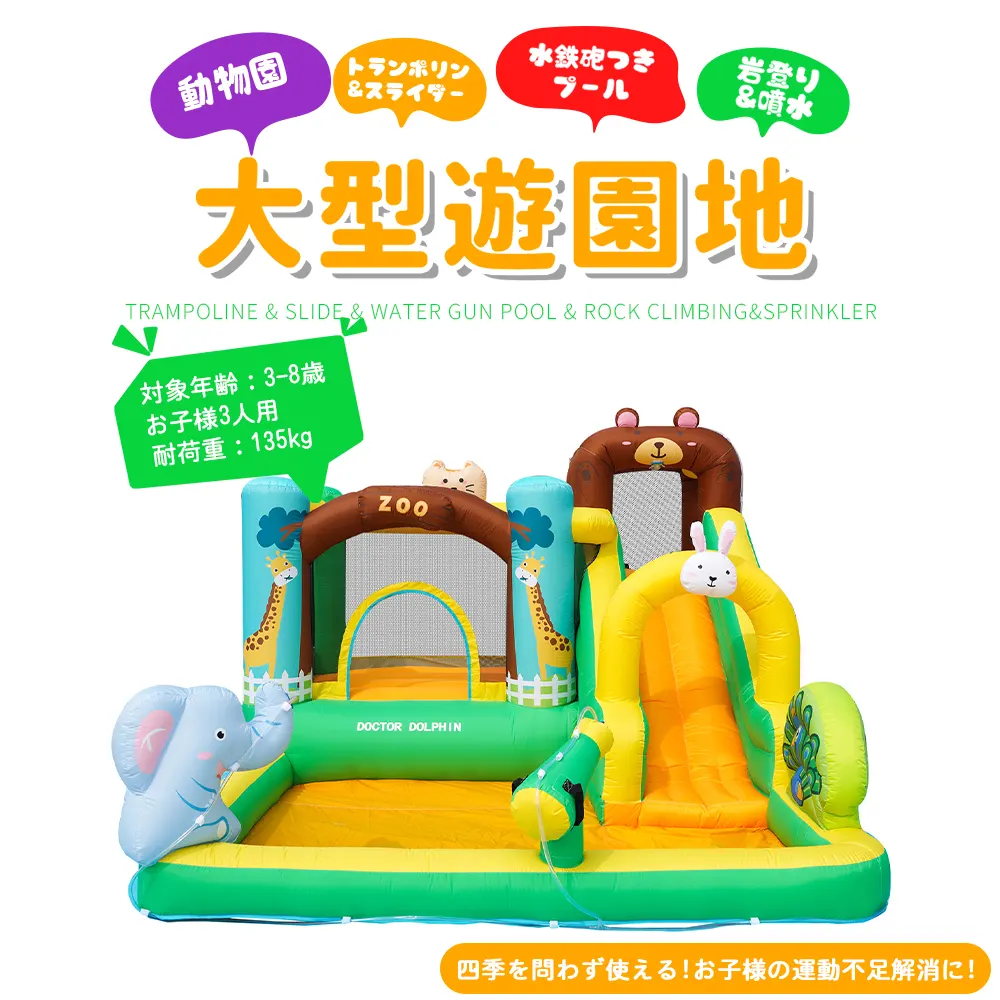 動物園
トランポリン
&スライダー
水鉄砲つき
プール
岩登り
&噴水
大型遊園地
TRAMPOLINE & SLIDE & WATER GUN POOL & ROCK CLIMBING&SPRINKLER
対象年齢：3-8歳
お子様3人用
耐荷重：135kg
ZOO
DOCTOR DOLPHIN
四季を問わず使える!お子様の運動不足解消に!